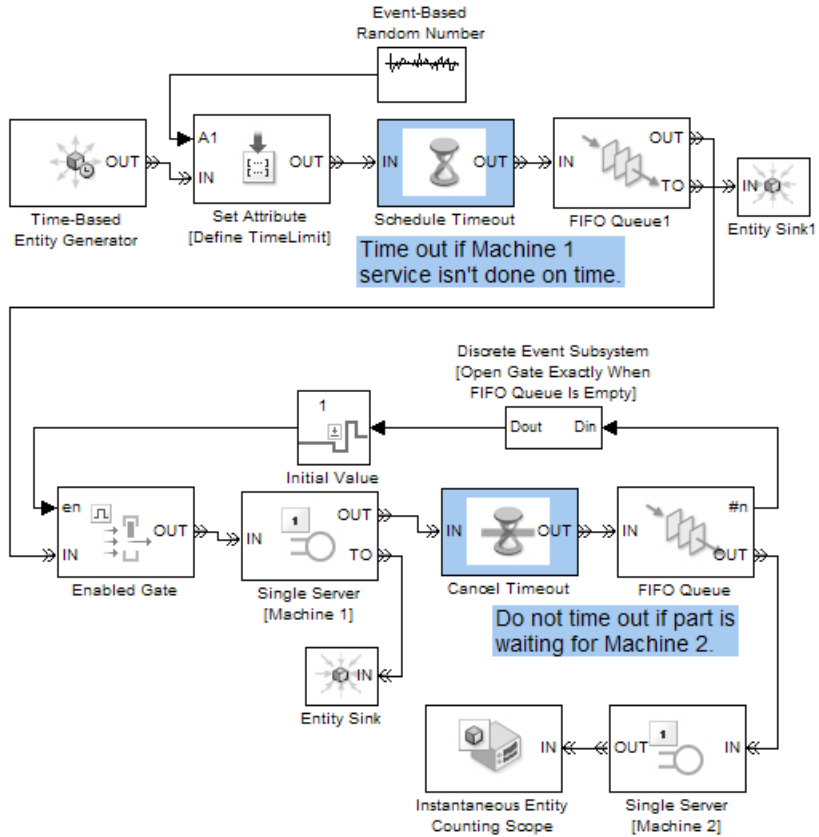 Event-Based
Random Number
A1
IN
OUT
OUT
IN
OUT
IN
OUT
TO
IN
Time-Based
Entity Generator
Set Attribute
[Define TimeLimit]
Schedule Timeout
FIFO Queue1
Entity Sink1
Time out if Machine 1
service isn't done on time.
Discrete Event Subsystem
[Open Gate Exactly When
FIFO Queue Is Empty]
1
Dout
Din
Initial Value
en
IN
OUT
1
IN
OUT
TO
IN
OUT
IN
#n
OUT
Enabled Gate
Single Server
[Machine 1]
Cancel Timeout
FIFO Queue
Do not time out if part is
waiting for Machine 2.
IN
Entity Sink
IN
OUT
1
IN
Instantaneous Entity
Counting Scope
Single Server
[Machine 2]